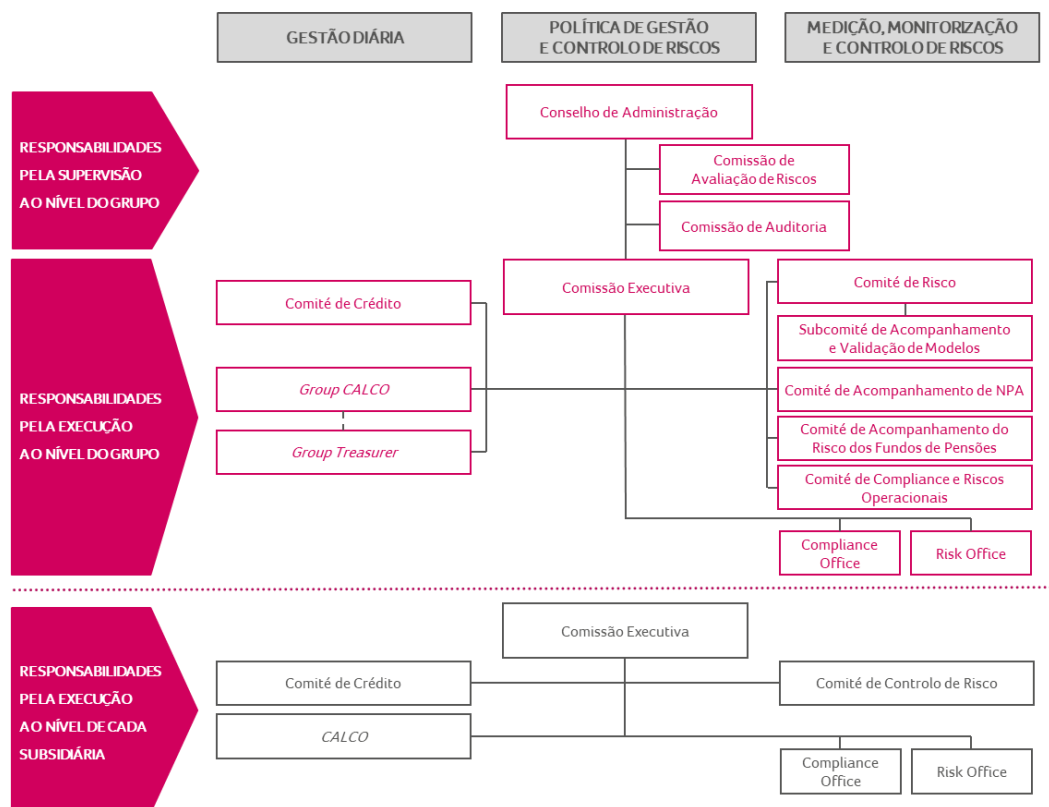 GESTÃO DIÁRIA
POLÍTICA DE GESTÃO
E CONTROLO DE RISCOS
MEDIÇÃO, MONITORIZAÇÃO
E CONTROLO DE RISCOS
RESPONSABILIDADES
PELA SUPERVISÃO
AO NÍVEL DO GRUPO
Conselho de Administração
Comissão de
Avaliação de Riscos
Comissão de Auditoria
RESPONSABILIDADES
PELA EXECUÇÃO
AO NÍVEL DO GRUPO
Comité de Crédito
Group CALCO
Group Treasurer
Comissão Executiva
Comité de Risco
Subcomité de Acompanhamento
e Validação de Modelos
Comité de Acompanhamento de NPA
Comité de Acompanhamento do
Risco dos Fundos de Pensões
Comité de Compliance e Riscos
Operacionais
Compliance
Office
Risk Office
RESPONSABILIDADES
PELA EXECUÇÃO
AO NÍVEL DE CADA
SUBSIDIÁRIA
Comissão Executiva
Comité de Crédito
Comité de Controlo de Risco
CALCO
Compliance
Office
Risk Office